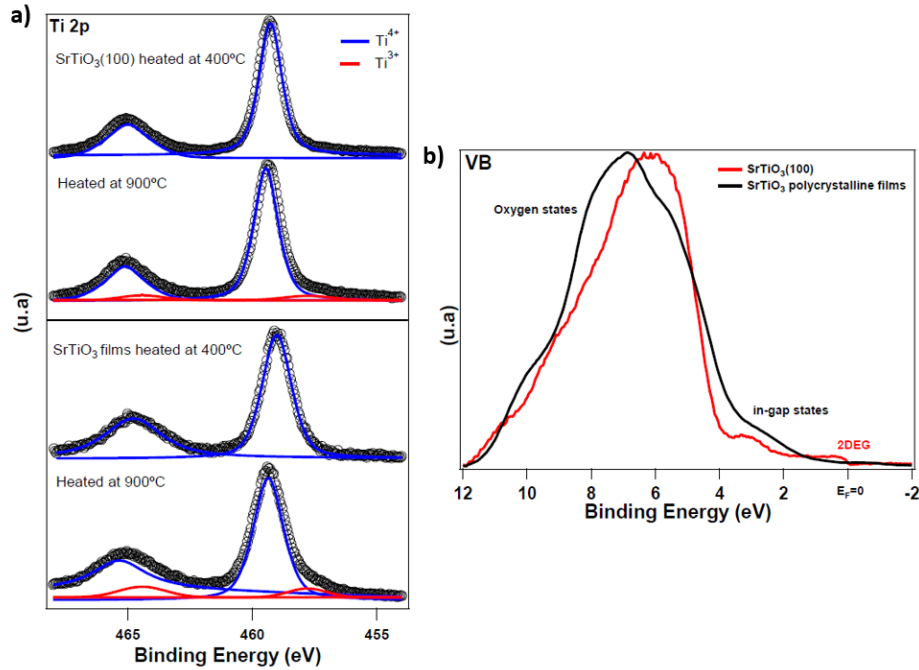 a)
Ti 2p
Ti4+
Ti3+
SrTiO3(100) heated at 400ºC
Heated at 900ºC
SrTiO3 films heated at 400ºC
Heated at 900ºC
(u.a)
465
460
455
Binding Energy (eV)
b)
VB
SrTiO3(100)
SrTiO3 polycrystalline films
Oxygen states
in-gap states
2DEG
(u.a)
12
10
8
6
4
2
EF=0
-2
Binding Energy (eV)